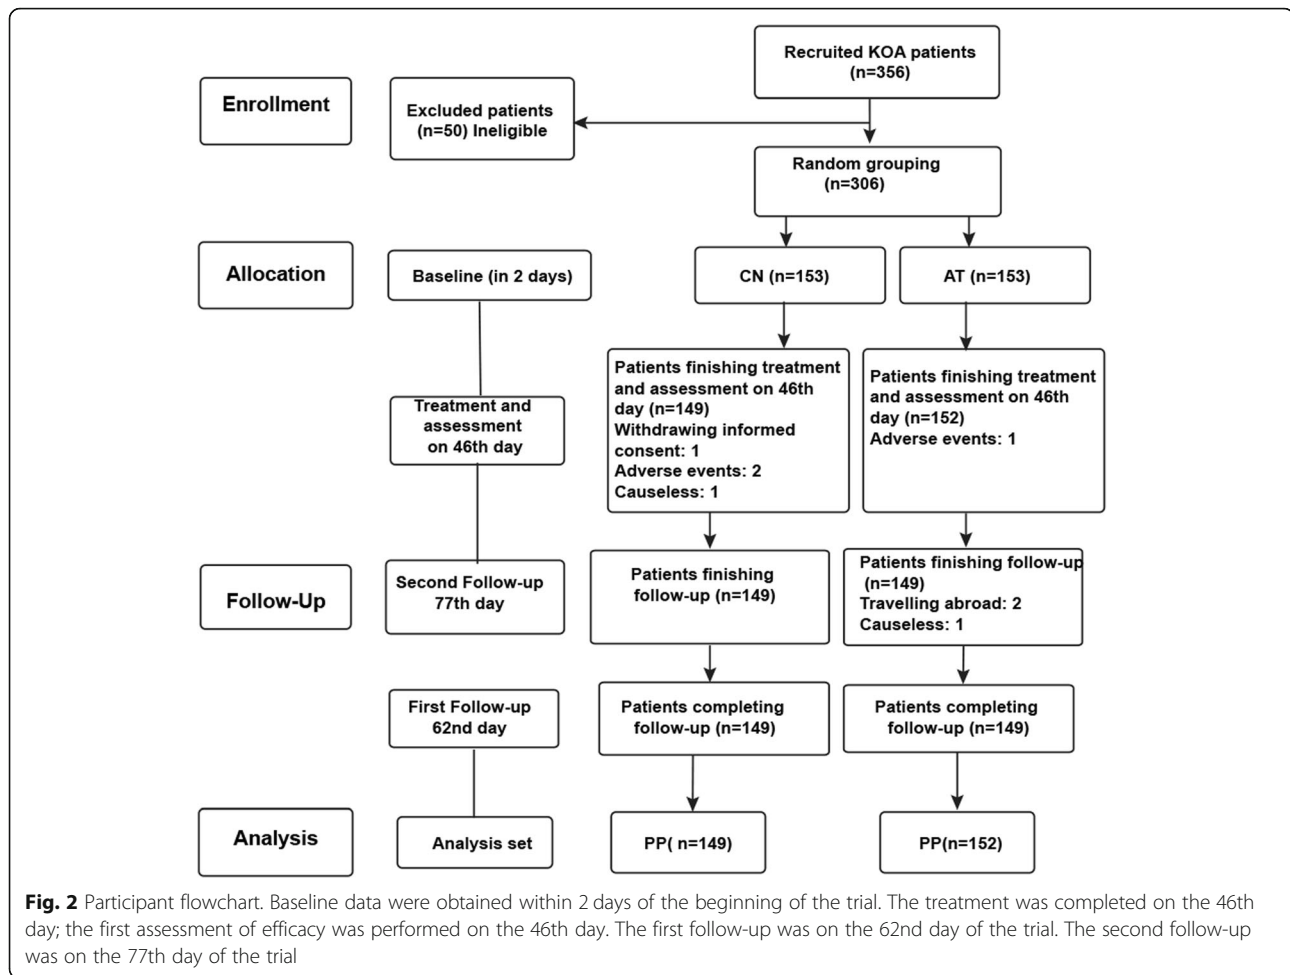 Recruited KOA patients
(n=356)
Enrollment
Excluded patients
(n=50) Ineligible
Random grouping
(n=306)
Allocation
Baseline (in 2 days)
CN (n=153)
AT (n=153)
Patients finishing treatment
and assessment on 46th
day (n=149)
Withdrawing informed
consent: 1
Adverse events: 2
Causeless: 1
Patients finishing treatment
and assessment on 46th
day (n=152)
Adverse events: 1
Treatment and
assessment
on 46th day
Follow-Up
Second Follow-up
77th day
Patients finishing
follow-up (n=149)
Patients finishing follow-up
(n=149)
Travelling abroad: 2
Causeless: 1
First Follow-up
62nd day
Patients completing
follow-up (n=149)
Patients completing
follow-up (n=149)
Analysis
Analysis set
PP( n=149)
PP(n=152)
Fig. 2 Participant flowchart. Baseline data were obtained within 2 days of the beginning of the trial. The treatment was completed on the 46th
day; the first assessment of efficacy was performed on the 46th day. The first follow-up was on the 62nd day of the trial. The second follow-up
was on the 77th day of the trial